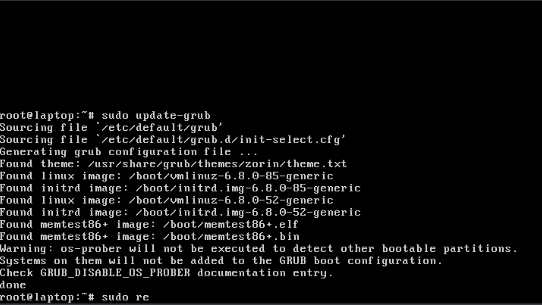 root@laptop:~# sudo update-grub
Sourcing file `/etc/default/grub'
Sourcing file `/etc/default/grub.d/init-select.cfg'
Generating grub configuration file ...
Found theme: /usr/share/grub/themes/zorin/theme.txt
Found linux image: /boot/vmlinuz-6.8.0-85-generic
Found initrd image: /boot/initrd.img-6.8.0-85-generic
Found linux image: /boot/vmlinuz-6.8.0-52-generic
Found initrd image: /boot/initrd.img-6.8.0-52-generic
Found memtest86+ image: /boot/memtest86+.elf
Found memtest86+ image: /boot/memtest86+.bin
Warning: os-prober will not be executed to detect other bootable partitions.
Systems on them will not be added to the GRUB boot configuration.
Check GRUB_DISABLE_OS_PROBER documentation entry.
done
root@laptop:~# sudo re